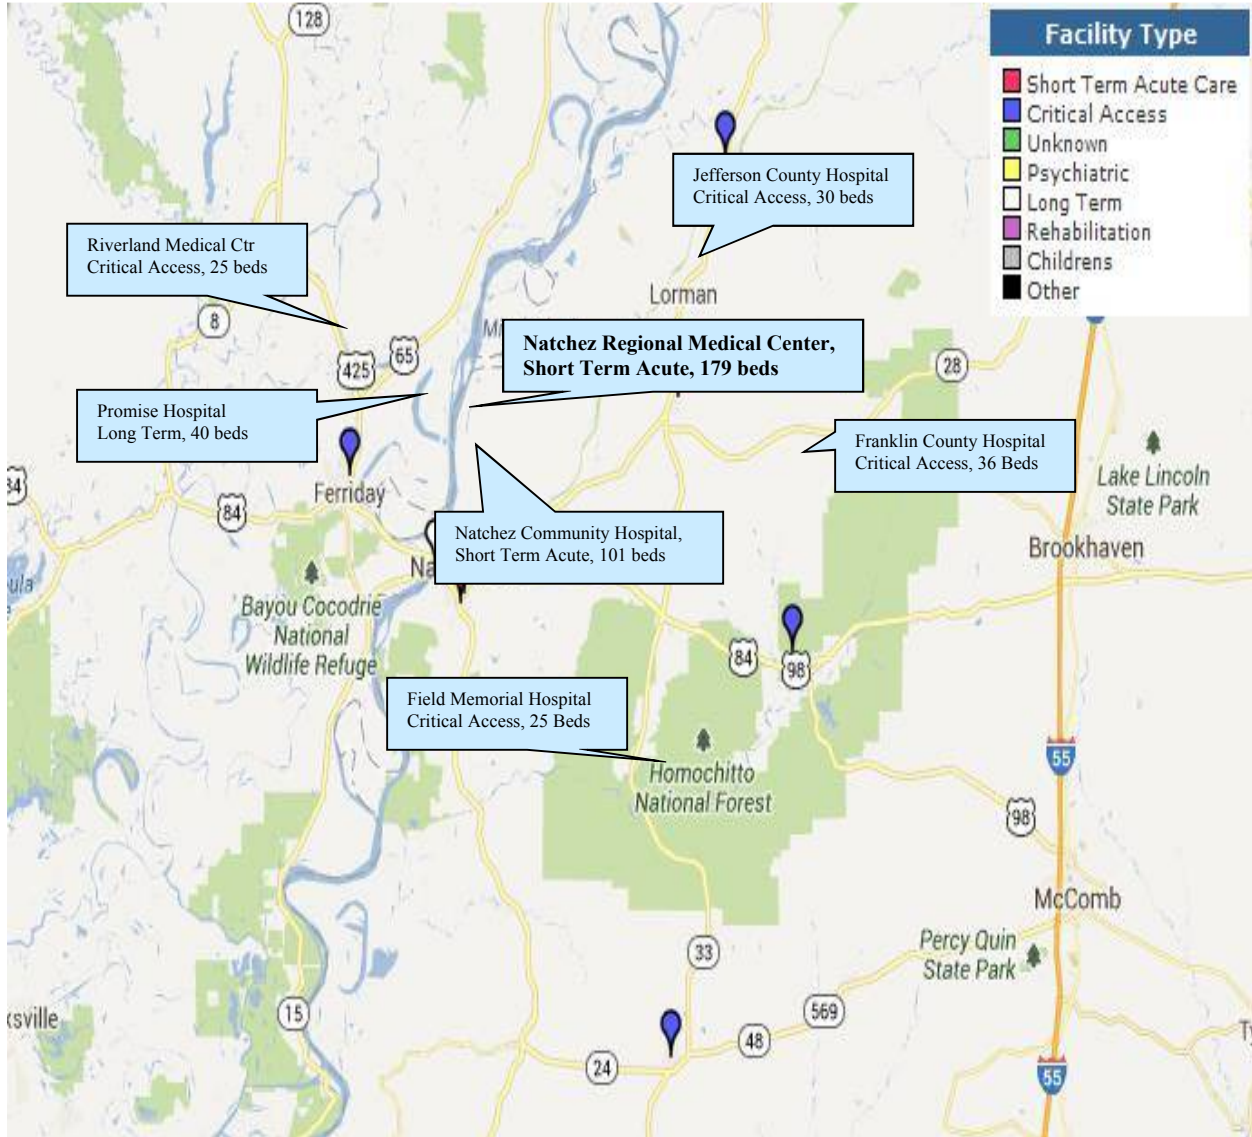 128
Facility Type
Short Term Acute Care
Critical Access
Unknown
Psychiatric
Long Term
Rehabilitation
Childrens
Other
Jefferson County Hospital
Critical Access, 30 beds
Riverland Medical Ctr
Critical Access, 25 beds
Lorman
8
65
425
Natchez Regional Medical Center,
Short Term Acute, 179 beds
28
Promise Hospital
Long Term, 40 beds
Franklin County Hospital
Critical Access, 36 Beds
Lake Lincoln
State Park
Ferriday
84
84
Natchez Community Hospital,
Short Term Acute, 101 beds
Brookhaven
Bayou Cocodrie
National
Wildlife Refuge
84
98
Field Memorial Hospital
Critical Access, 25 Beds
55
Homochitto
National Forest
98
McComb
Percy Quin
State Park
33
15
569
ksville
48
24
55